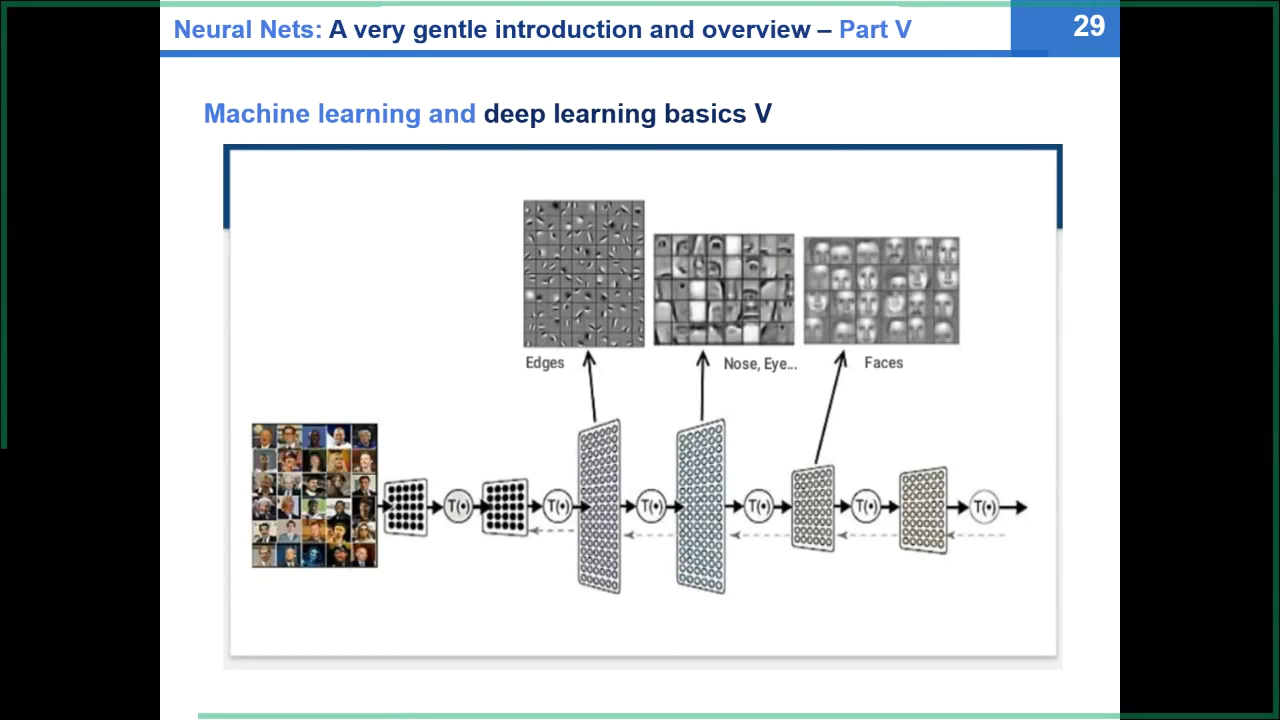 Neural Nets: A very gentle introduction and overview – Part V
29
Machine learning and deep learning basics V
Edges
Nose, Eye...
Faces
T(•)
T(•)
T(•)
T(•)
T(•)
T(•)